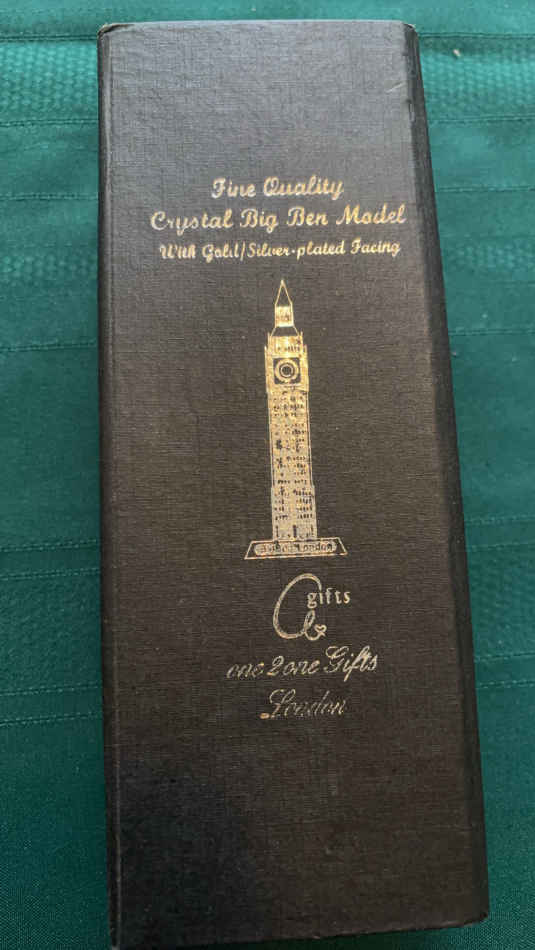 Fine Quality
Crystal Big Ben Model
With Gold/Silver-plated Facing
gifts
one 2 one Gifts
London